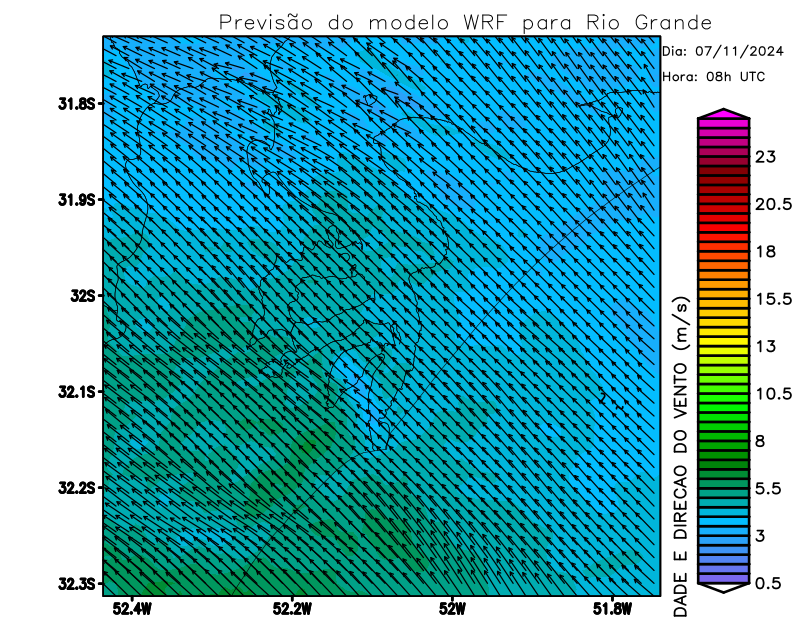 Previsão do modelo WRF para Rio Grande
Dia: 07/11/2024
Hora: 08h UTC
31.8S
31.9S
32S
32.1S
32.2S
32.3S
52.4W
52.2W
52W
51.8W
DADE E DIRECAO DO VENTO (m/s)
23
20.5
18
15.5
13
10.5
8
5.5
3
0.5